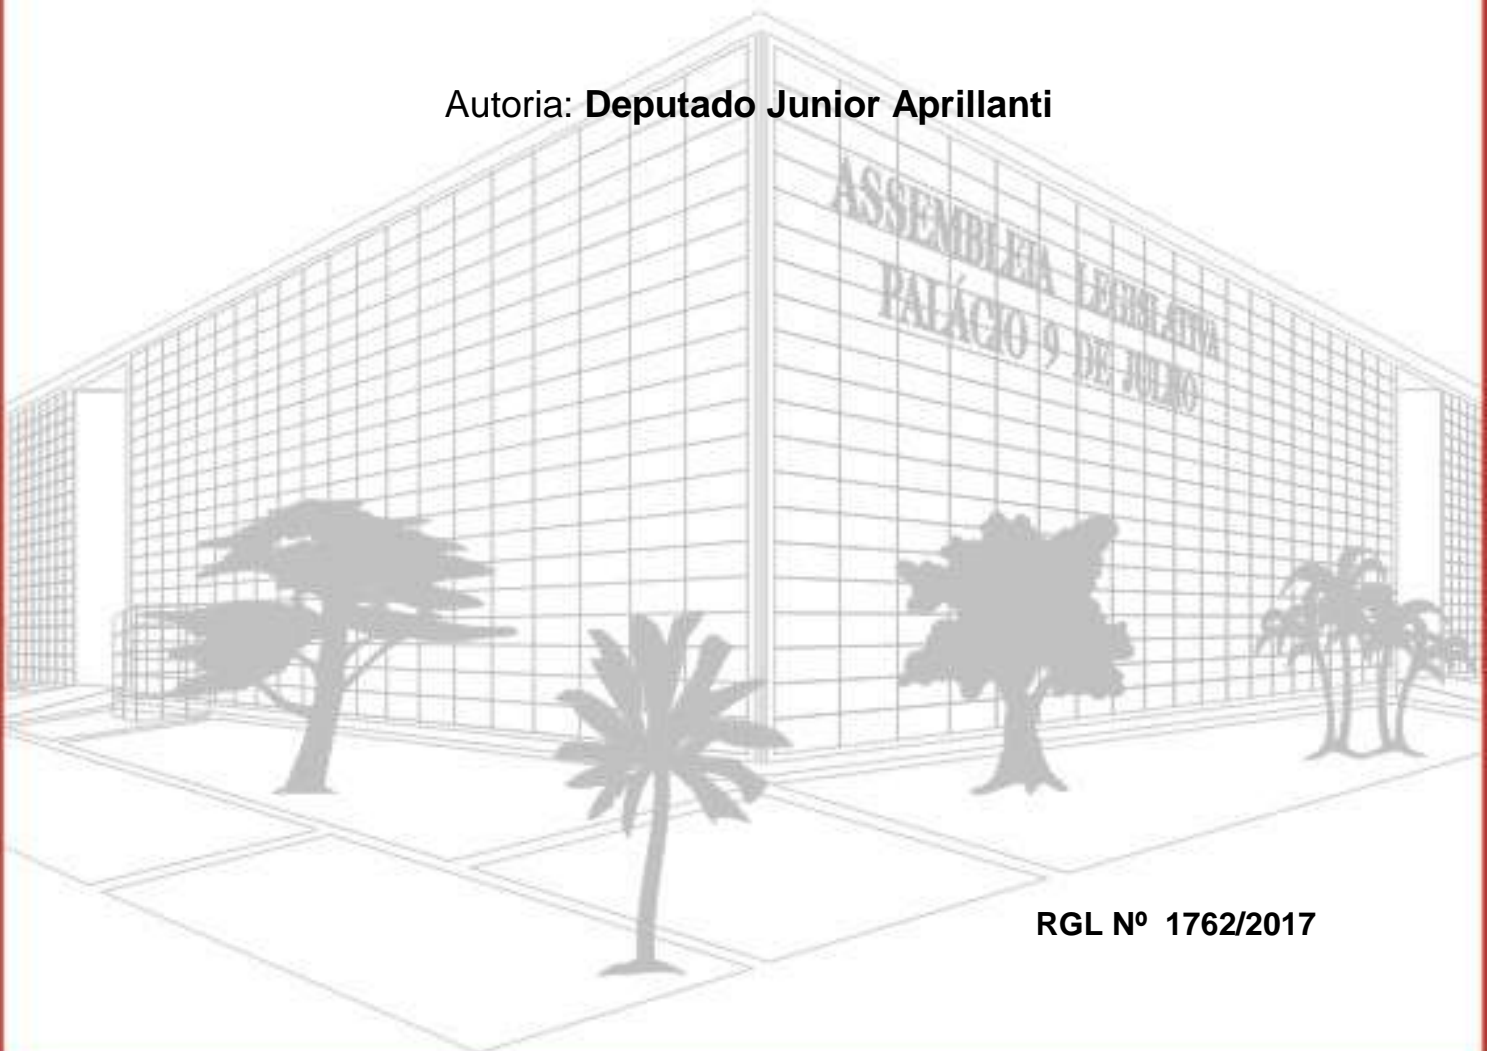 Autoria: Deputado Junior Aprillanti
ASSEMBLEIA LEGISLATIVA
PALÁCIO 9 DE JULHO
RGL Nº 1762/2017